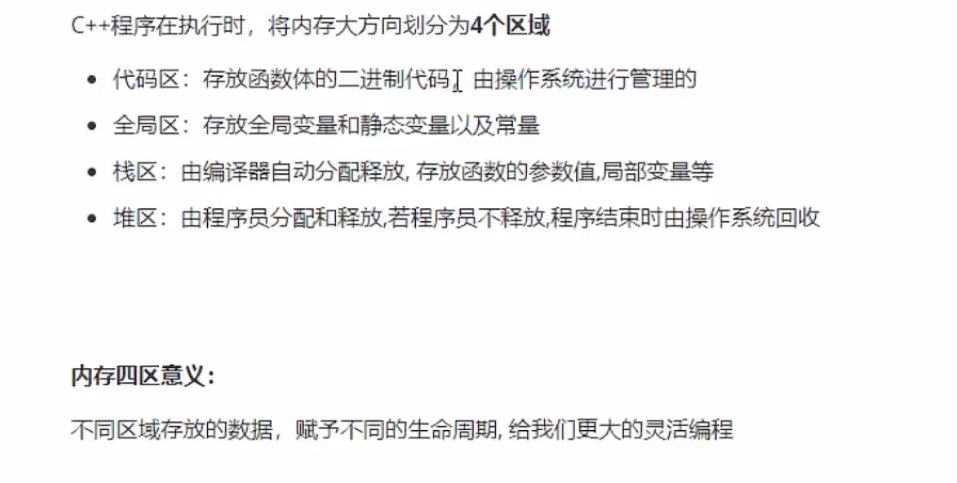 C++程序在执行时，将内存大方向划分为4个区域
代码区：存放函数体的二进制代码，由操作系统进行管理的
全局区：存放全局变量和静态变量以及常量
栈区：由编译器自动分配释放, 存放函数的参数值,局部变量等
堆区：由程序员分配和释放,若程序员不释放,程序结束时由操作系统回收
内存四区意义：
不同区域存放的数据，赋予不同的生命周期, 给我们更大的灵活编程